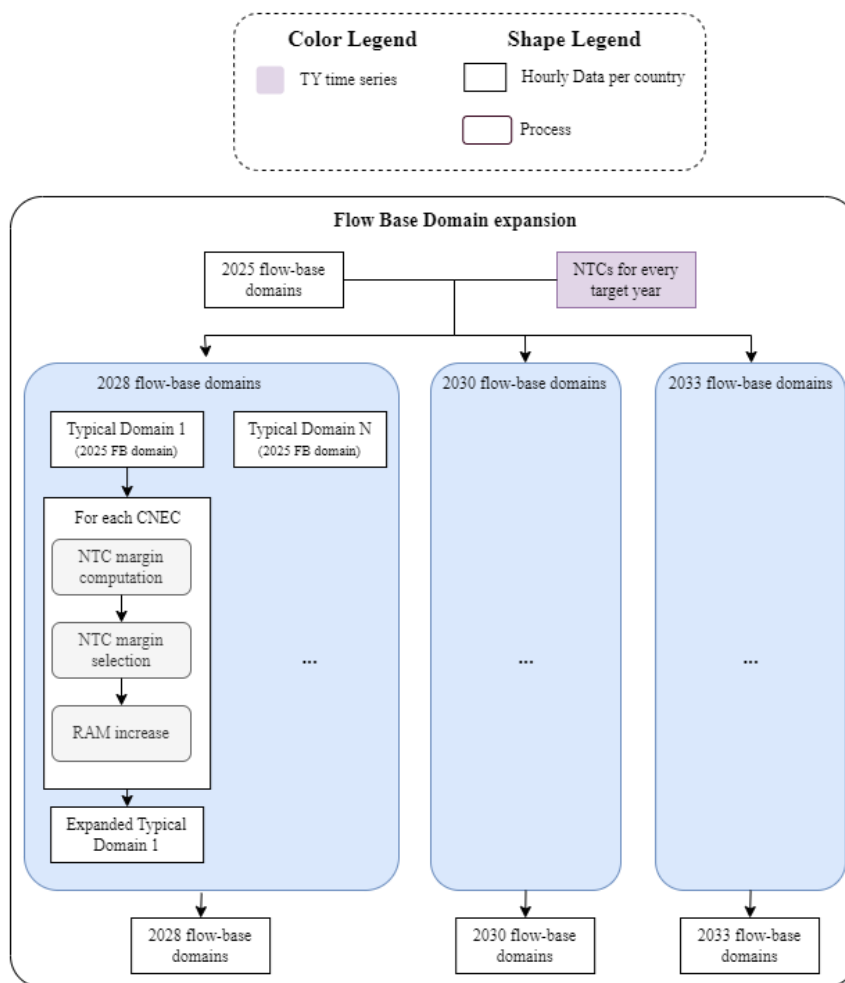 Color Legend
Shape Legend
TY time series
Hourly Data per country
Process
Flow Base Domain expansion
2025 flow-base
domains
NTCs for every
target year
2028 flow-base domains
2030 flow-base domains
2033 flow-base domains
Typical Domain 1
(2025 FB domain)
Typical Domain N
(2025 FB domain)
For each CNEC
NTC margin
computation
NTC margin
selection
...
...
...
RAM increase
Expanded Typical
Domain 1
2028 flow-base
domains
2030 flow-base
domains
2033 flow-base
domains